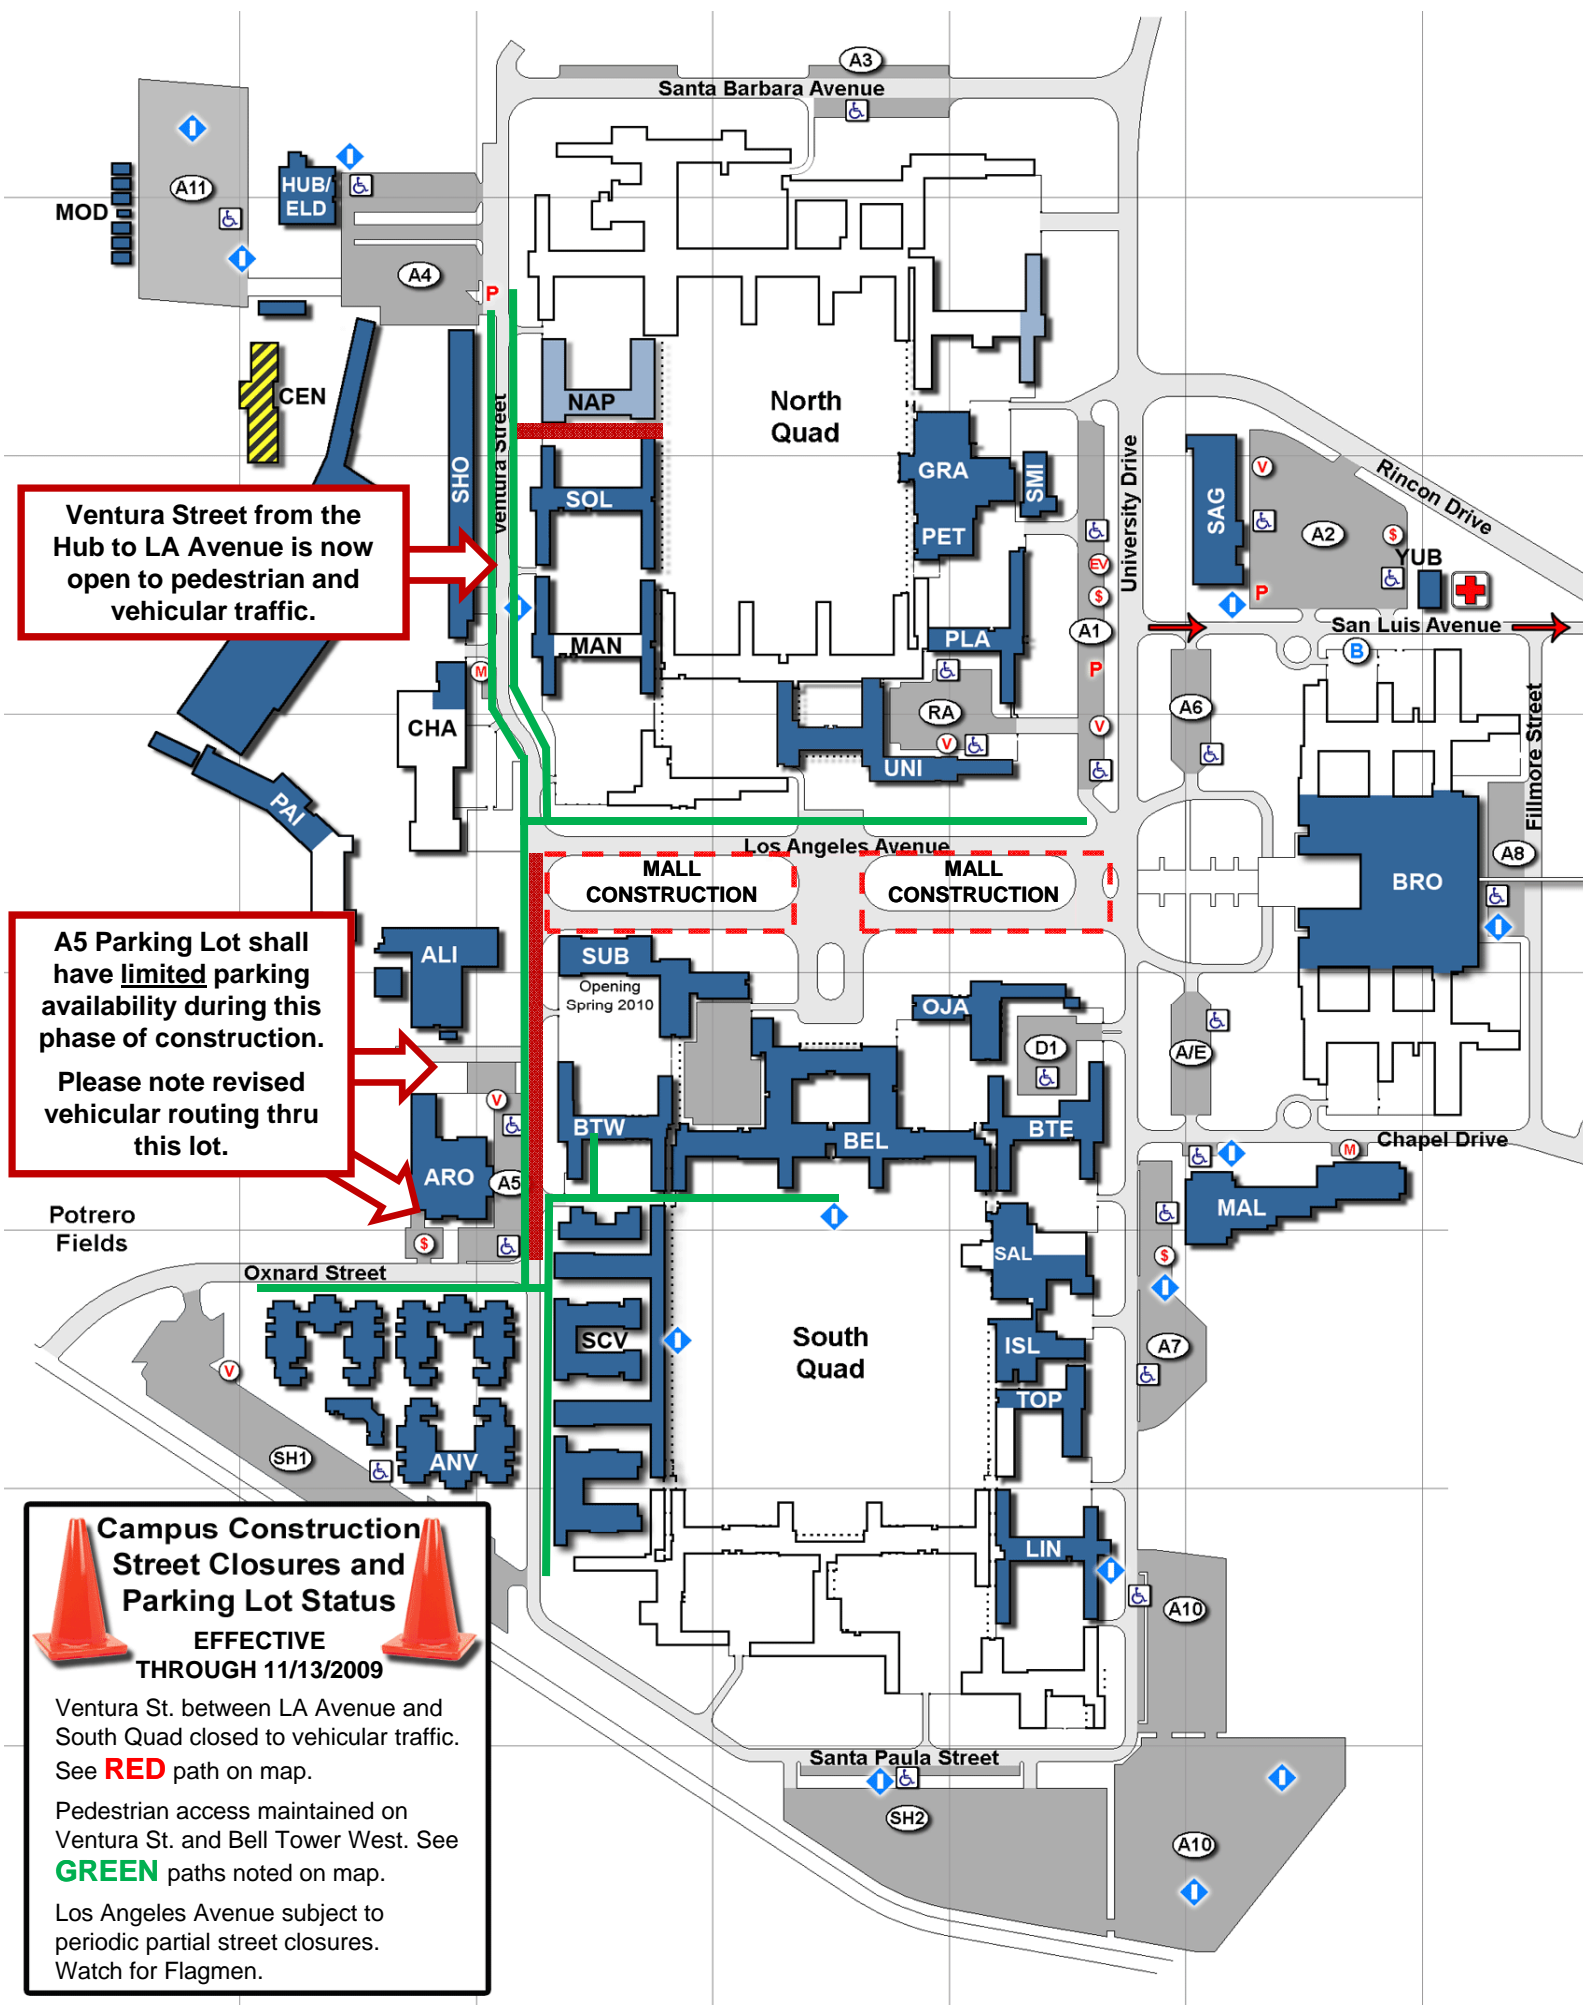 A3
Santa Barbara Avenue
A11
HUB/
ELD
MOD
A4
P
CEN
NAP
North
Quad
Ventura Street
SHO
SOL
GRA
SMI
PET
University Drive
SAG
V
A2
$
Rincon Drive
YUB
P
Ventura Street from the
Hub to LA Avenue is now
open to pedestrian and
vehicular traffic.
EV
$
A1
San Luis Avenue
B
MAN
PLA
M
P
CHA
RA
V
V
A6
Fillmore Street
UNI
PAI
Los Angeles Avenue
MALL
CONSTRUCTION
MALL
CONSTRUCTION
A8
BRO
A5 Parking Lot shall
have limited parking
availability during this
phase of construction.
Please note revised
vehicular routing thru
this lot.
ALI
SUB
Opening
Spring 2010
OJA
D1
A/E
V
BTW
BEL
BTE
Chapel Drive
M
ARO
A5
MAL
Potrero
Fields
$
SAL
$
Oxnard Street
SCV
South
Quad
ISL
A7
V
TOP
SH1
ANV
LIN
A10
Campus Construction
Street Closures and
Parking Lot Status
EFFECTIVE
THROUGH 11/13/2009
Ventura St. between LA Avenue and
South Quad closed to vehicular traffic.
See RED path on map.
Pedestrian access maintained on
Ventura St. and Bell Tower West. See
GREEN paths noted on map.
Los Angeles Avenue subject to
periodic partial street closures.
Watch for Flagmen.
Santa Paula Street
SH2
A10